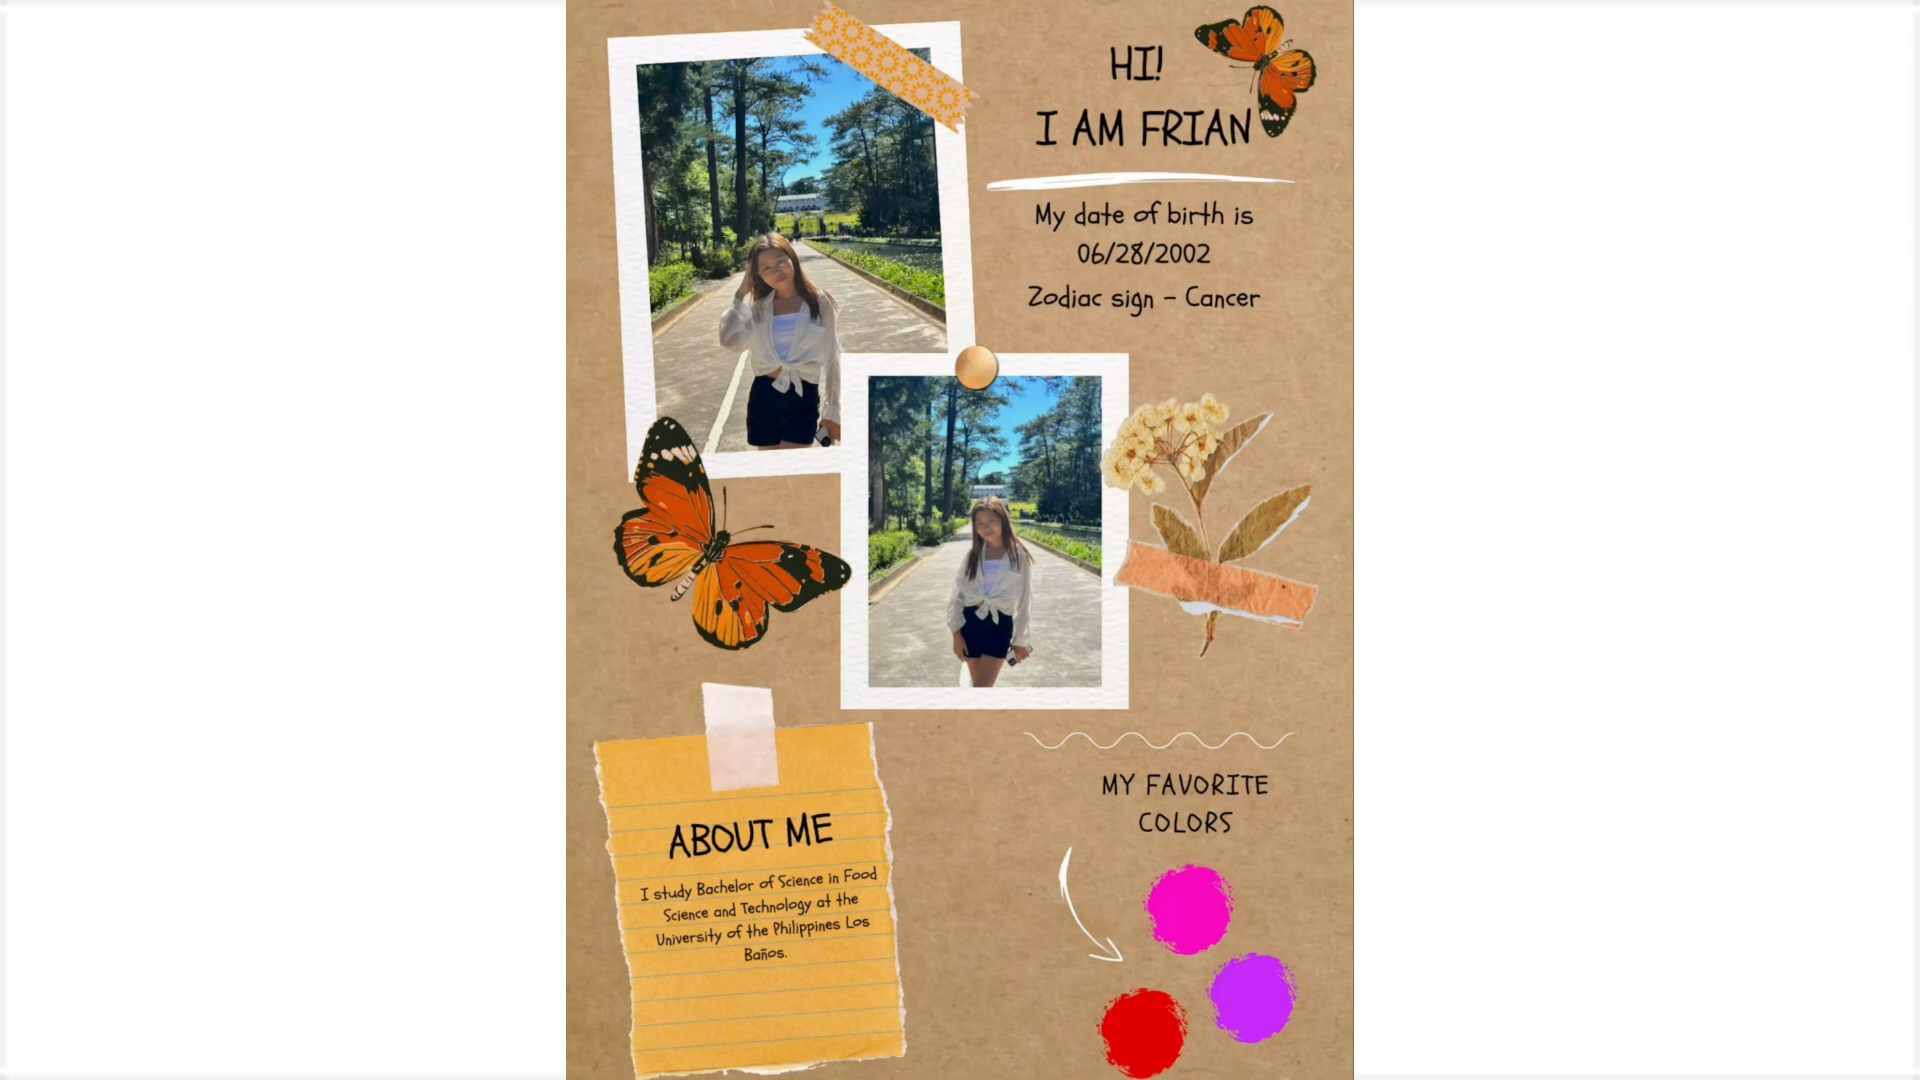 HI!
I AM FRIAN
My date of birth is
06/28/2002
Zodiac sign - Cancer
ABOUT ME
I study Bachelor of Science in Food
Science and Technology at the
University of the Philippines Los
Baños.
MY FAVORITE
COLORS